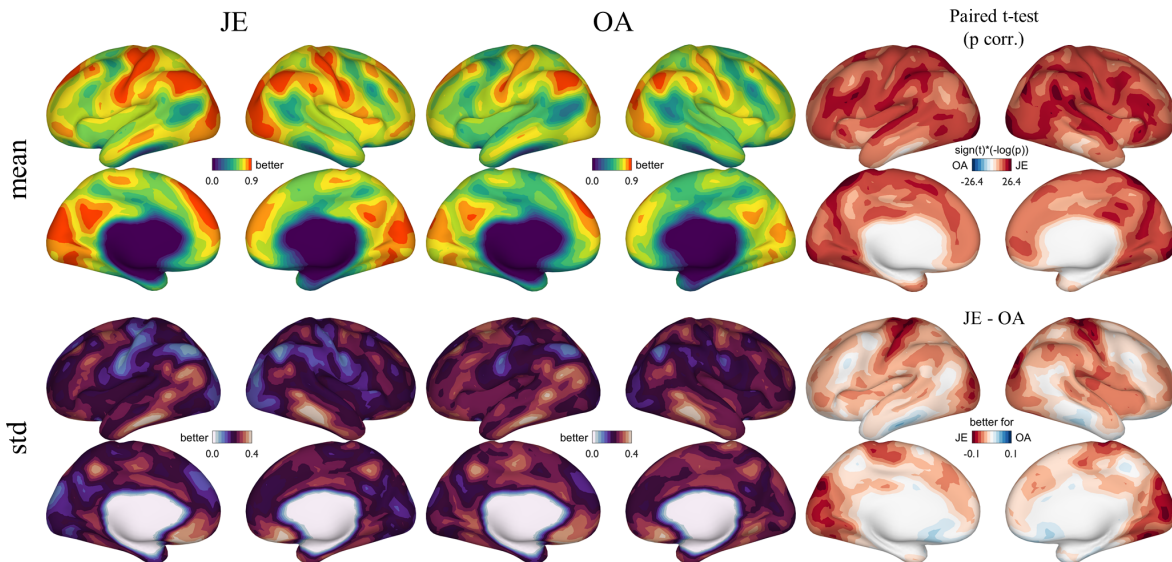 JE
OA
Paired t-test
(p corr.)
mean
better
0.0 0.9
better
0.0 0.9
sign(t)*(-log(p))
OA JE
-26.4 26.4
JE - OA
std
better
0.0 0.4
better
0.0 0.4
better for
JE OA
-0.1 0.1